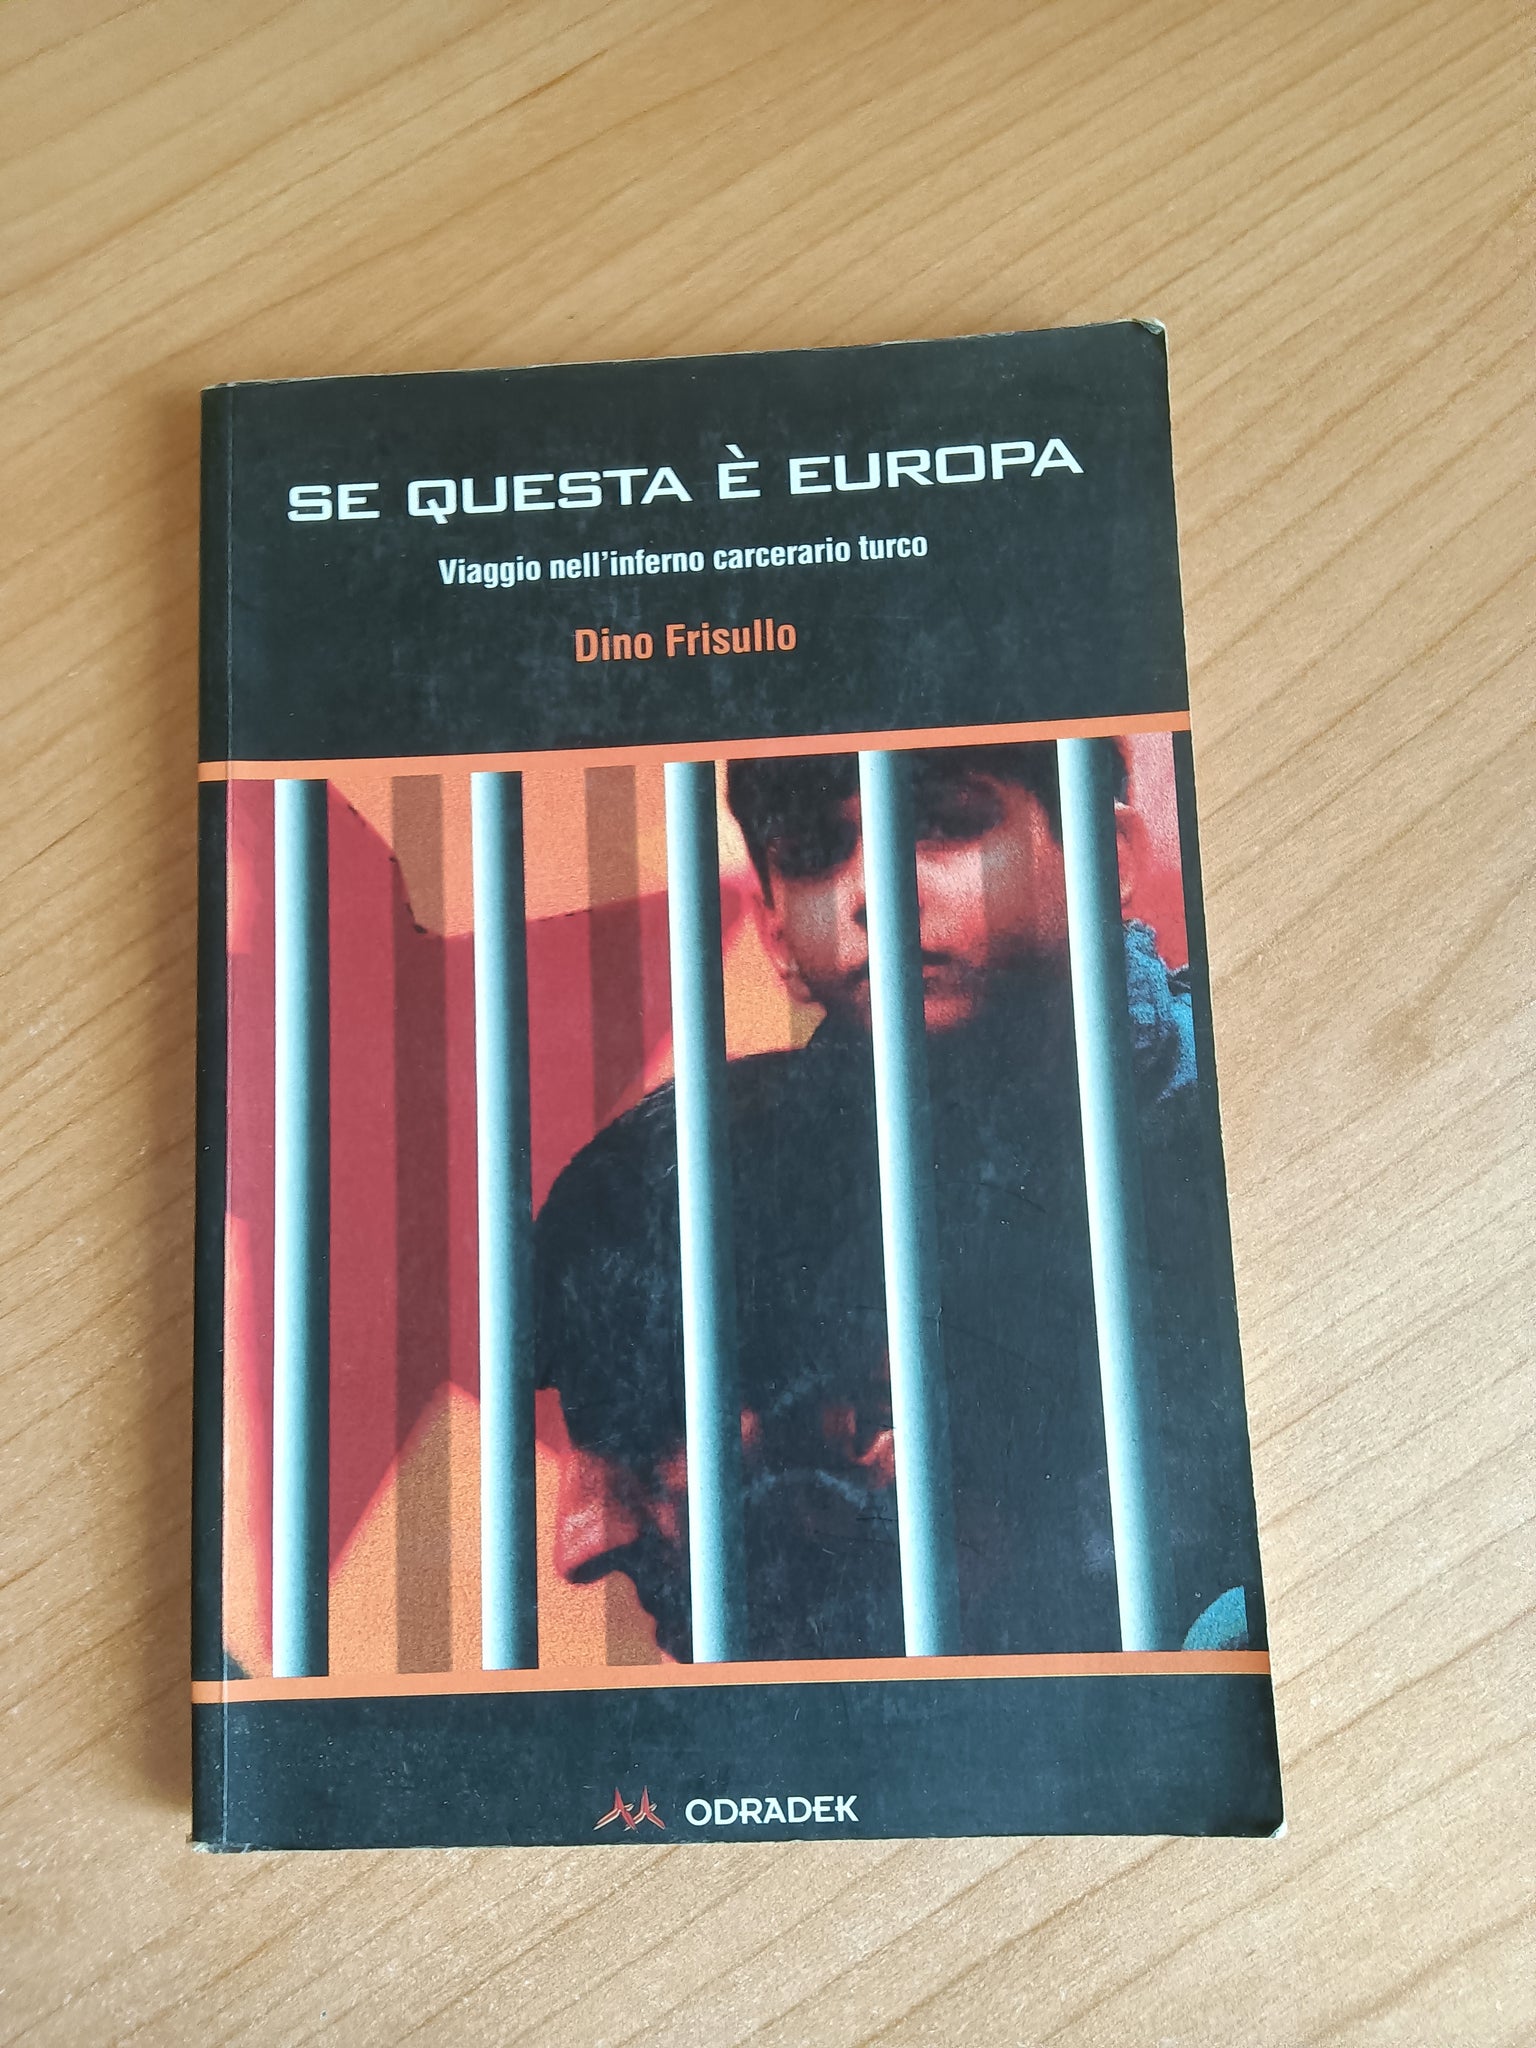 SE QUESTA È EUROPA
Viaggio nell'inferno carcerario turco
Dino Frisullo
ODRADEK